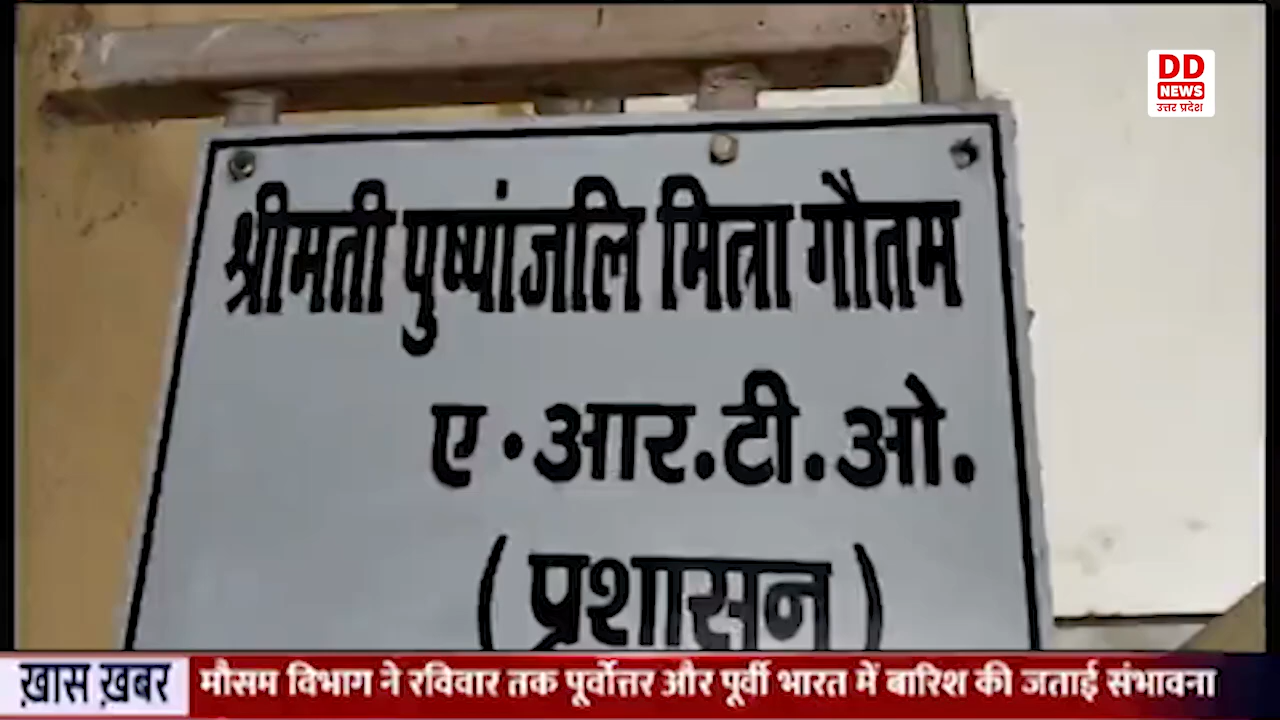 DD
NEWS
उत्तर प्रदेश
श्रीमती पुष्पांजलि मित्रा गौतम
ए.आर.टी.ओ.
(प्रशासन)
ख़ास ख़बर
मौसम विभाग ने रविवार तक पूर्वोत्तर और पूर्वी भारत में बारिश की जताई संभावना